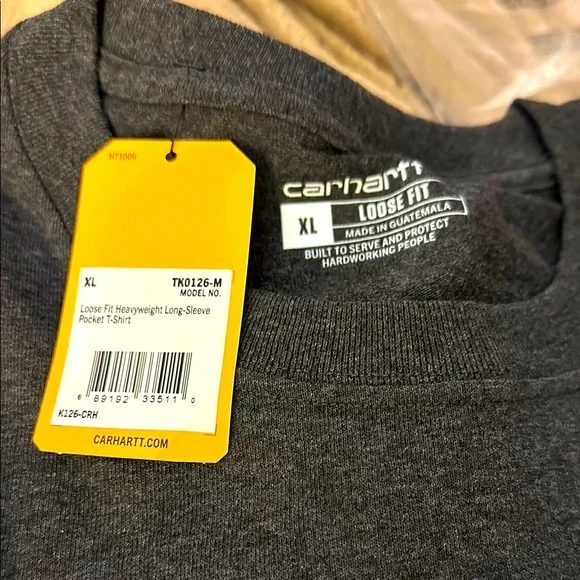 HT1009
XL TK0126-M
MODEL NO.
Loose Fit Heavyweight Long-Sleeve
Pocket T-Shirt
6 89192 33511 0
K126-CRH
CARHARTT.COM
carhartt
XL LOOSE FIT
MADE IN GUATEMALA
BUILT TO SERVE AND PROTECT
HARDWORKING PEOPLE